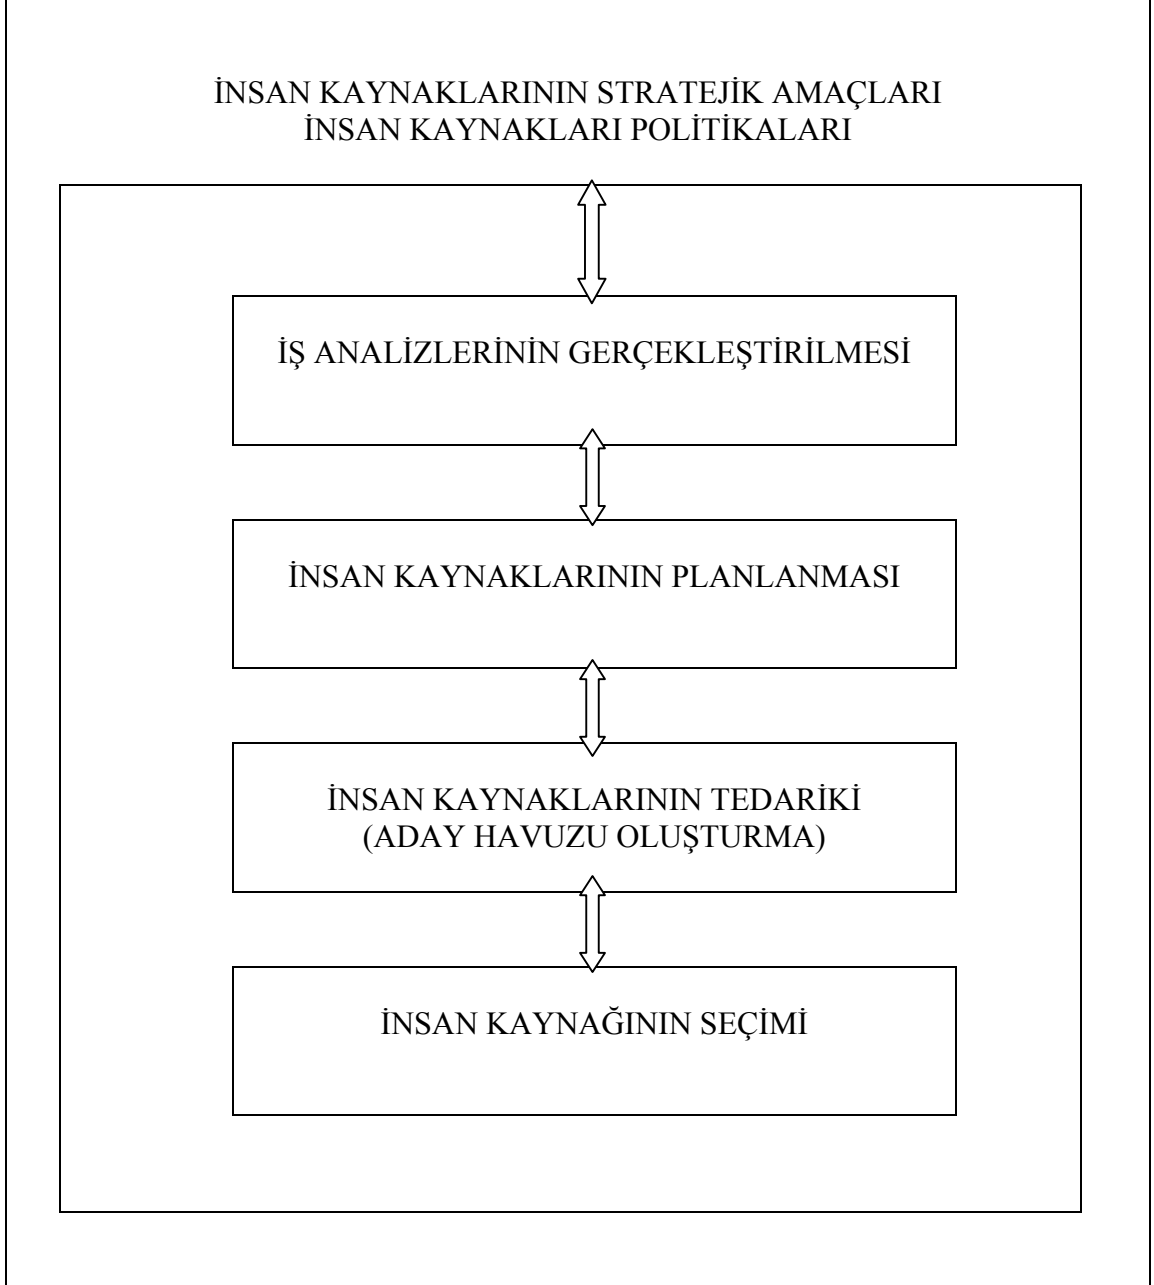 İNSAN KAYNAKLARININ STRATEJİK AMAÇLARI
İNSAN KAYNAKLARI POLİTİKALARI
İŞ ANALİZLERİNİN GERÇEKLEŞTİRİLMESİ
İNSAN KAYNAKLARININ PLANLANMASI
İNSAN KAYNAKLARININ TEDARİKİ
(ADAY HAVUZU OLUŞTURMA)
İNSAN KAYNAĞININ SEÇİMİ